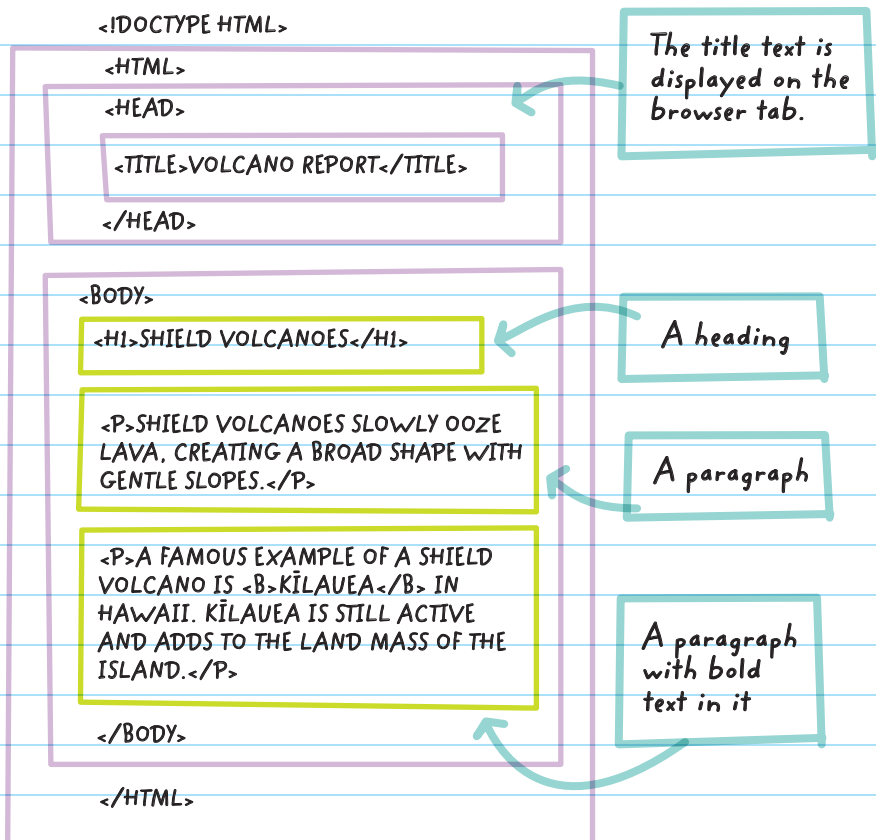 <!DOCTYPE HTML>
<HTML>
<HEAD>
<TITLE>VOLCANO REPORT</TITLE>
</HEAD>
The title text is
displayed on the
browser tab.
<BODY>
<H1>SHIELD VOLCANOES</H1>
A heading
<P>SHIELD VOLCANOES SLOWLY OOZE
LAVA, CREATING A BROAD SHAPE WITH
GENTLE SLOPES.</P>
A paragraph
<P>A FAMOUS EXAMPLE OF A SHIELD
VOLCANO IS <B>KĪLAUEA</B> IN
HAWAII. KĪLAUEA IS STILL ACTIVE
AND ADDS TO THE LAND MASS OF THE
ISLAND.</P>
A paragraph
with bold
text in it
</BODY>
</HTML>